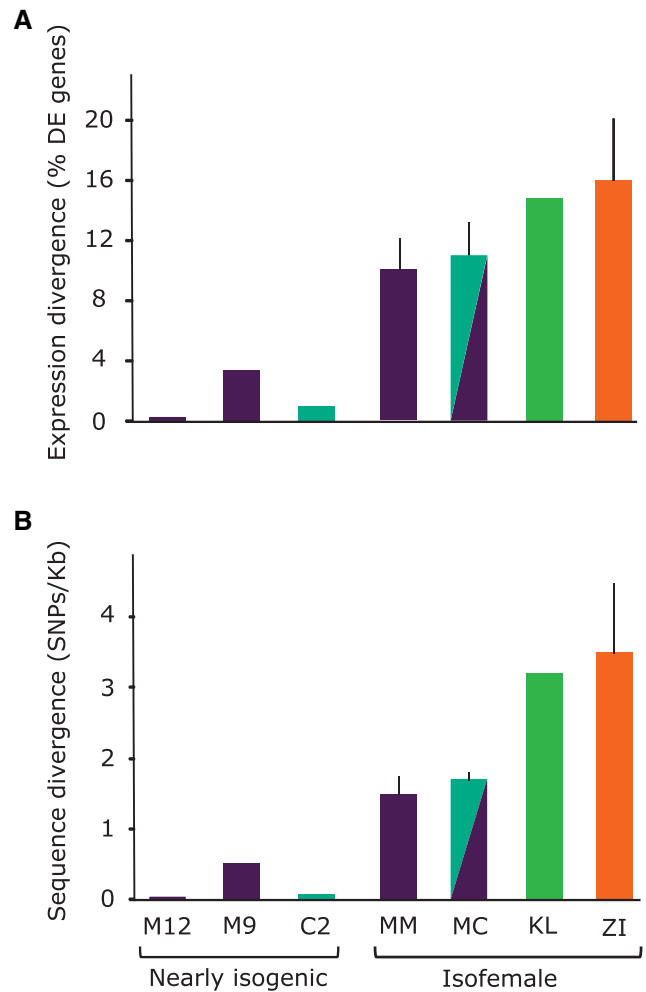 A
Expression divergence (% DE genes)
20
16
12
8
4
0
B
Sequence divergence (SNPs/Kb)
4
3
2
1
0
M12 M9 C2 MM MC KL ZI
Nearly isogenic Isofemale